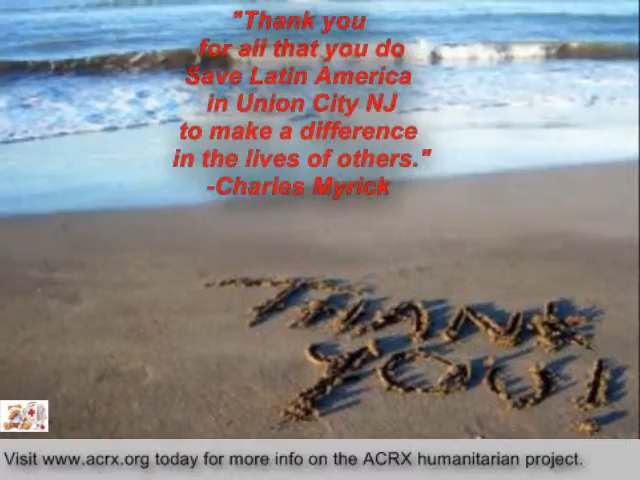 "Thank you
for all that you do
Save Latin America
in Union City NJ
to make a difference
in the lives of others."
-Charles Myrick
THANK
YOU!
Visit www.acrx.org today for more info on the ACRX humanitarian project.